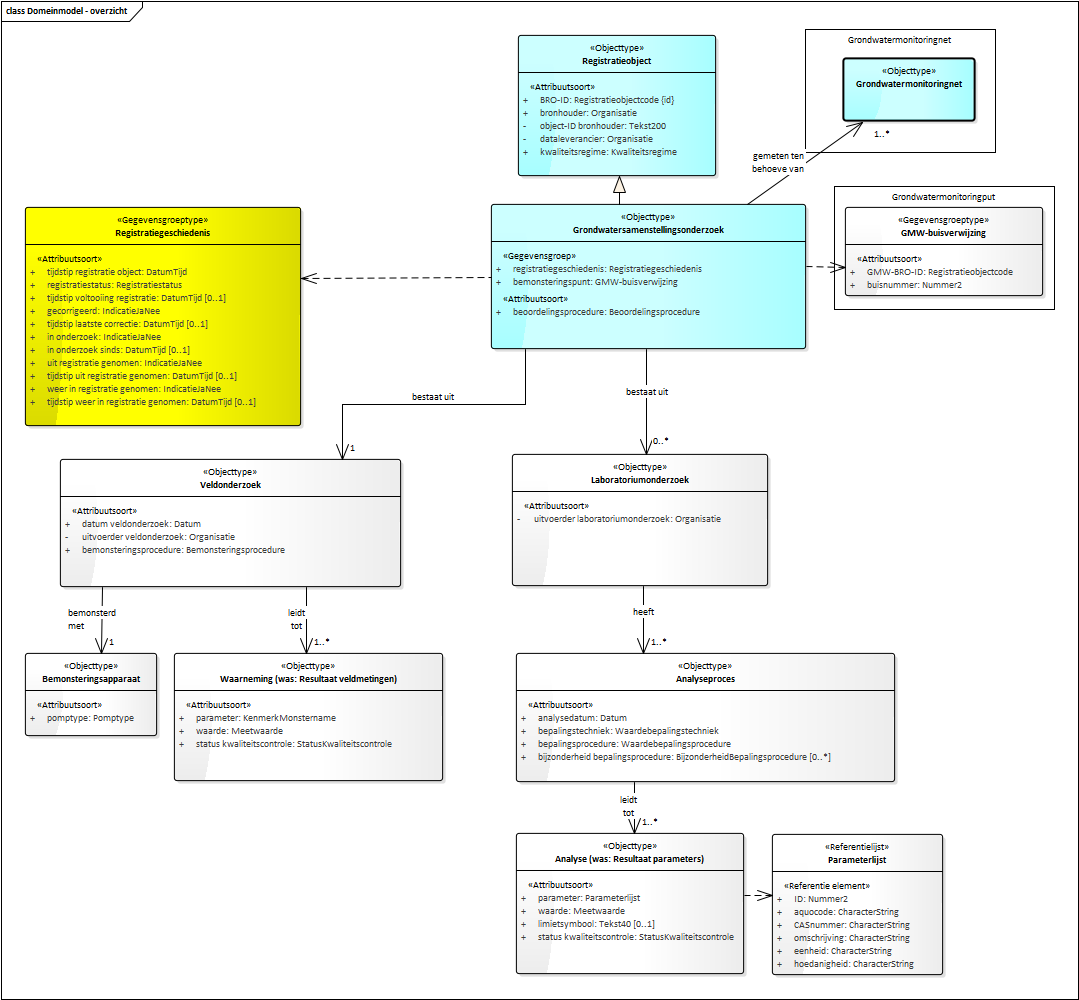 class Domeinmodel - overzicht
«Objecttype»
Registratieobject
«Attribuutsoort»
+ BRO-ID: Registratieobjectcode {id}
+ bronhouder: Organisatie
- object-ID bronhouder: Tekst200
- dataleverancier: Organisatie
+ kwaliteitsregime: Kwaliteitsregime
Grondwatermonitoringnet
«Objecttype»
Grondwatermonitoringnet
1..*
gemeten ten
behoeve van
Grondwatermonitoringput
«Gegevensgroeptype»
GMW-buisverwijzing
«Attribuutsoort»
+ GMW-BRO-ID: Registratieobjectcode
+ buisnummer: Nummer2
«Gegevensgroeptype»
Registratiegeschiedenis
«Attribuutsoort»
+ tijdstip registratie object: DatumTijd
+ registratiestatus: Registratiestatus
+ tijdstip voltooiing registratie: DatumTijd [0..1]
+ gecorrigeerd: IndicatieJaNee
+ tijdstip laatste correctie: DatumTijd [0..1]
+ in onderzoek: IndicatieJaNee
+ in onderzoek sinds: DatumTijd [0..1]
+ uit registratie genomen: IndicatieJaNee
+ tijdstip uit registratie genomen: DatumTijd [0..1]
+ weer in registratie genomen: IndicatieJaNee
+ tijdstip weer in registratie genomen: DatumTijd [0..1]
«Objecttype»
Grondwatersamenstellingsonderzoek
«Gegevensgroep»
+ registratiegeschiedenis: Registratiegeschiedenis
+ bemonsteringspunt: GMW-buisverwijzing
«Attribuutsoort»
+ beoordelingsprocedure: Beoordelingsprocedure
bestaat uit
1
bestaat uit
0..*
«Objecttype»
Veldonderzoek
«Attribuutsoort»
+ datum veldonderzoek: Datum
- uitvoerder veldonderzoek: Organisatie
+ bemonsteringsprocedure: Bemonsteringsprocedure
«Objecttype»
Laboratoriumonderzoek
«Attribuutsoort»
- uitvoerder laboratoriumonderzoek: Organisatie
bemonsterd
met
1
leidt
tot
1..*
heeft
1..*
«Objecttype»
Bemonsteringsapparaat
«Attribuutsoort»
+ pomptype: Pomptype
«Objecttype»
Waarneming (was: Resultaat veldmetingen)
«Attribuutsoort»
+ parameter: KenmerkMonstername
+ waarde: Meetwaarde
+ status kwaliteitscontrole: StatusKwaliteitscontrole
«Objecttype»
Analyseproces
«Attribuutsoort»
+ analysedatum: Datum
+ bepalingstechniek: Waardebepalingstechniek
+ bepalingsprocedure: Waardebepalingsprocedure
+ bijzonderheid bepalingsprocedure: BijzonderheidBepalingsprocedure [0..*]
leidt
tot
1..*
«Objecttype»
Analyse (was: Resultaat parameters)
«Attribuutsoort»
+ parameter: Parameterlijst
+ waarde: Meetwaarde
+ limietsymbool: Tekst40 [0..1]
+ status kwaliteitscontrole: StatusKwaliteitscontrole
«Referentielijst»
Parameterlijst
«Referentie element»
+ ID: Nummer2
+ aquocode: CharacterString
+ CASnummer: CharacterString
+ omschrijving: CharacterString
+ eenheid: CharacterString
+ hoedanigheid: CharacterString